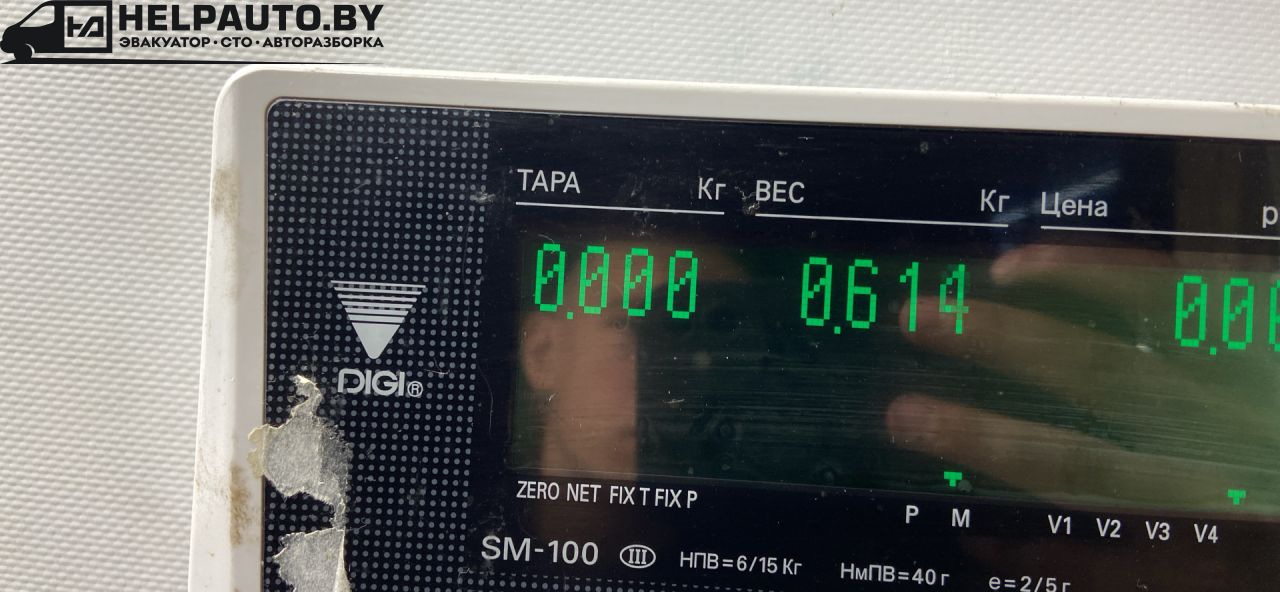 HELPAUTO.BY
ЭВАКУАТОР·СТО·АВТОРАЗБОРКА
ТАРА Кг ВЕС Кг Цена
0.000 0.614
DIGI®
ZERO NET FIX T FIX P
P M V1 V2 V3 V4
SM-100 III НПВ=6/15 Кг НмПВ=40 г е=2/5 г